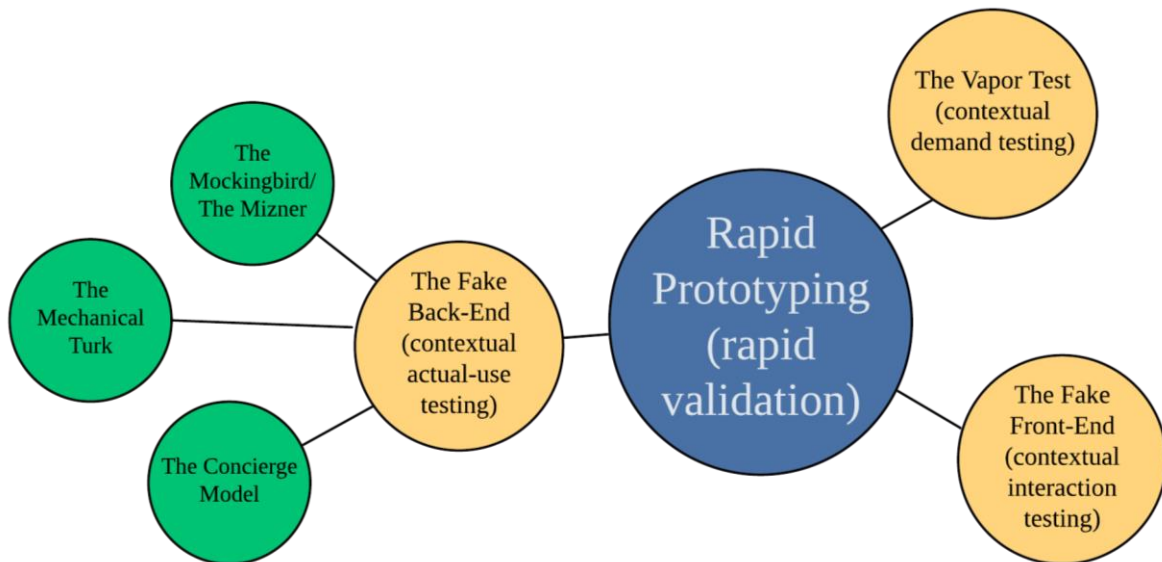 The Vapor Test
(contextual
demand testing)
The
Mockingbird/
The Mizner
Rapid
Prototyping
(rapid
validation)
The
Mechanical
Turk
The Fake
Back-End
(contextual
actual-use
testing)
The Fake
Front-End
(contextual
interaction
testing)
The Concierge
Model